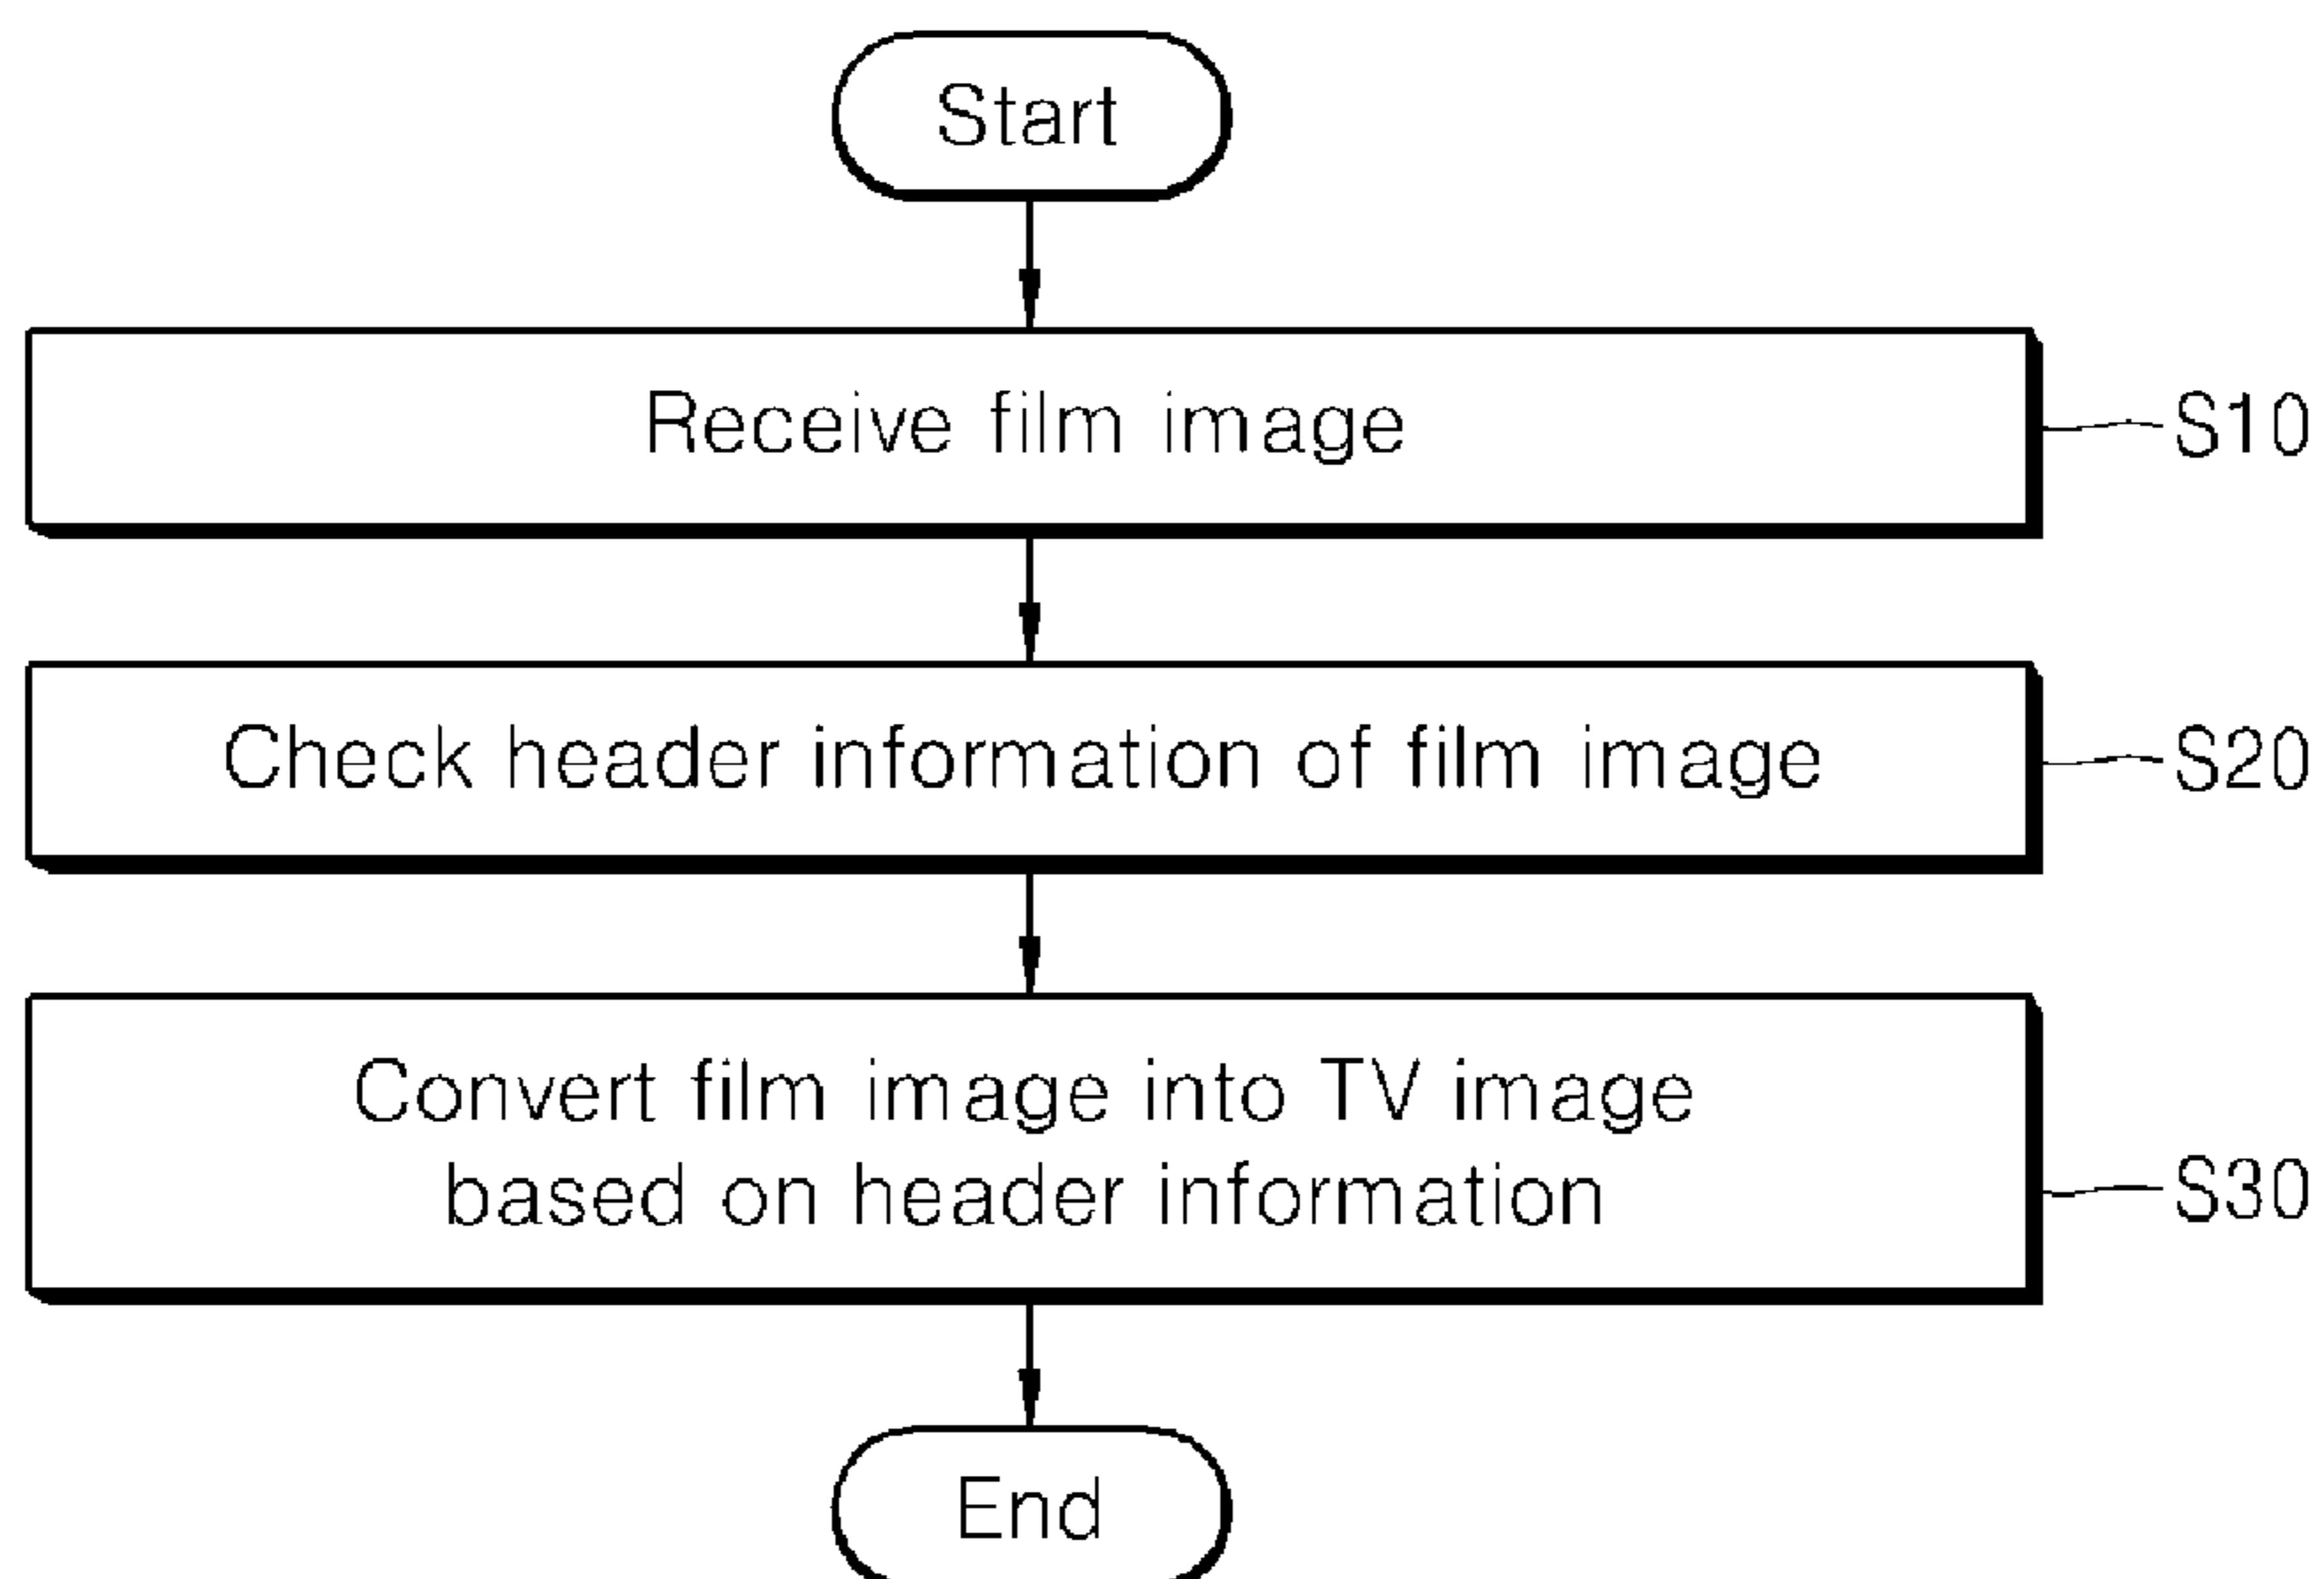 Start
Receive film image
S10
Check header information of film image
S20
Convert film image into TV image
based on header information
S30
End